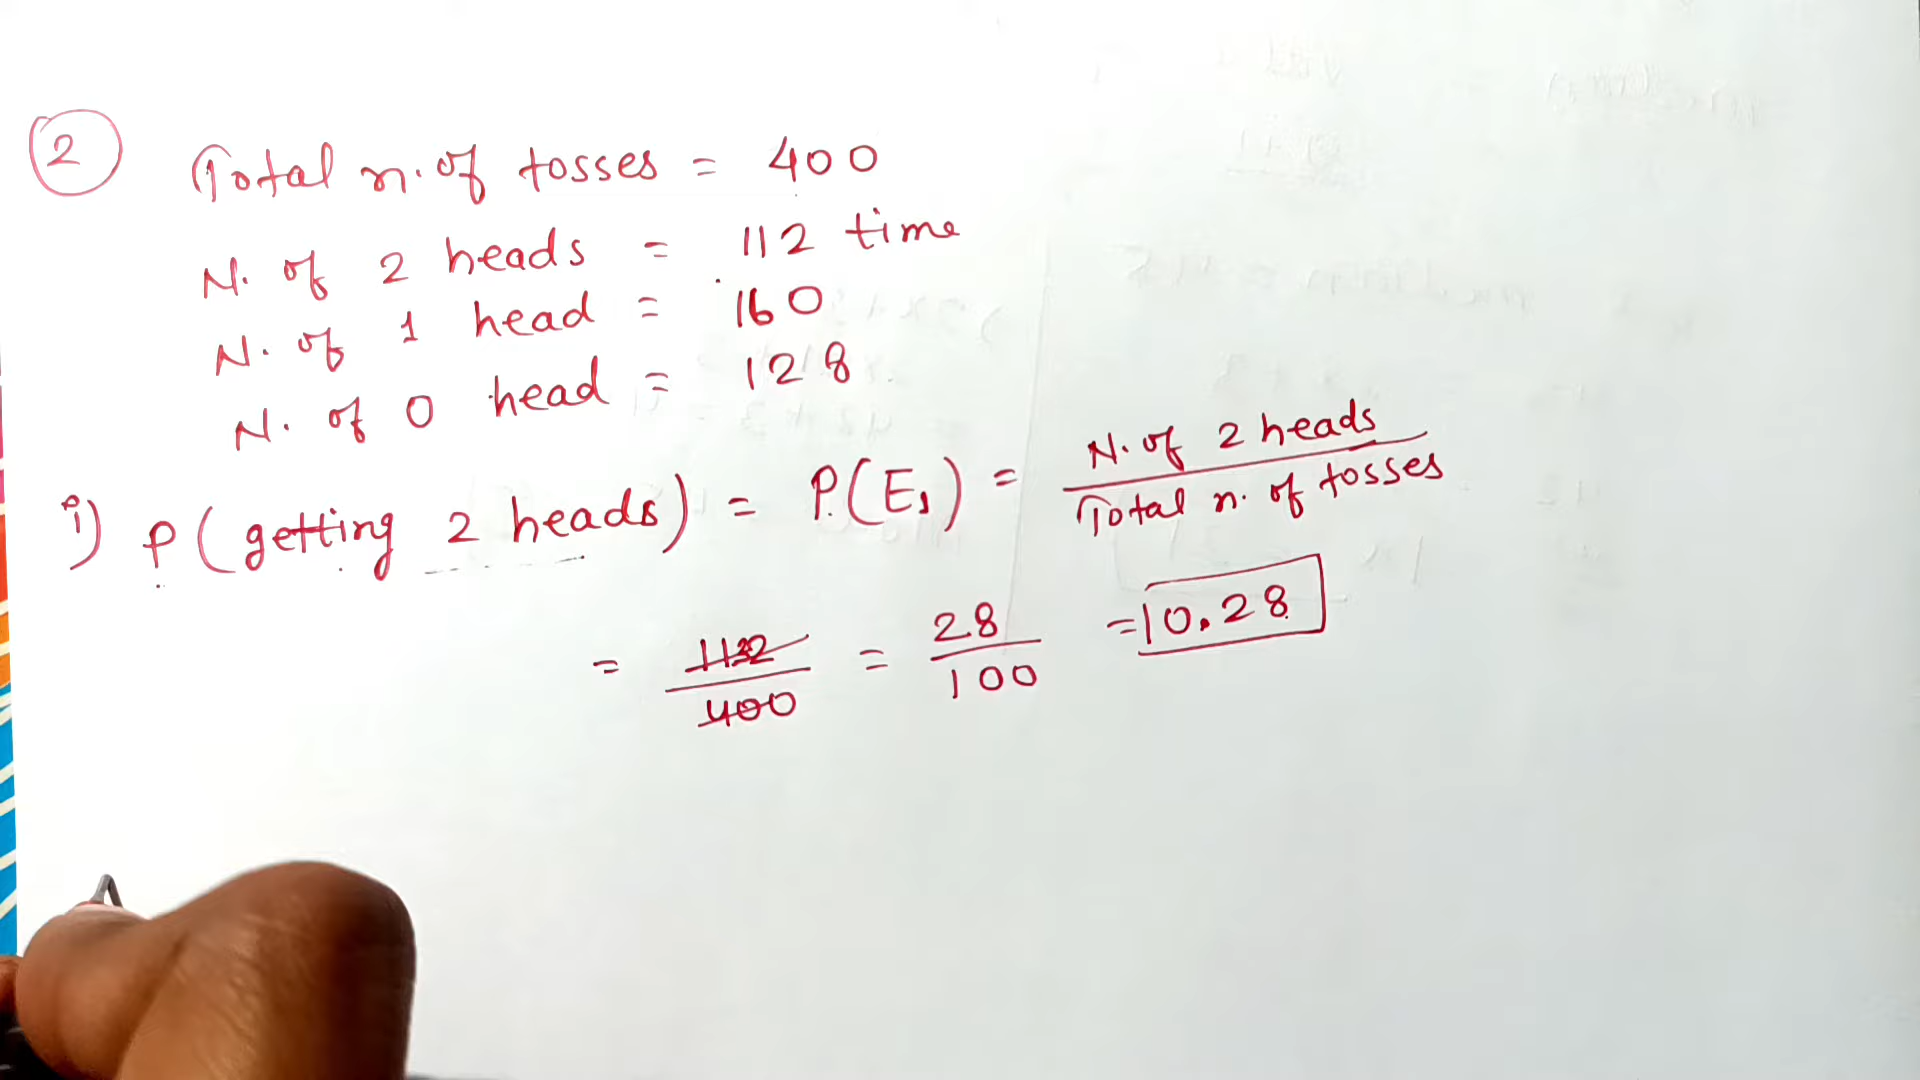 2
Total n. of tosses = 400
N. of 2 heads = 112 time
N. of 1 head = 160
N. of 0 head = 128
i) P(getting 2 heads) = P(E₁) = N. of 2 heads / Total n. of tosses
= 112/400 = 28/100 = 0.28